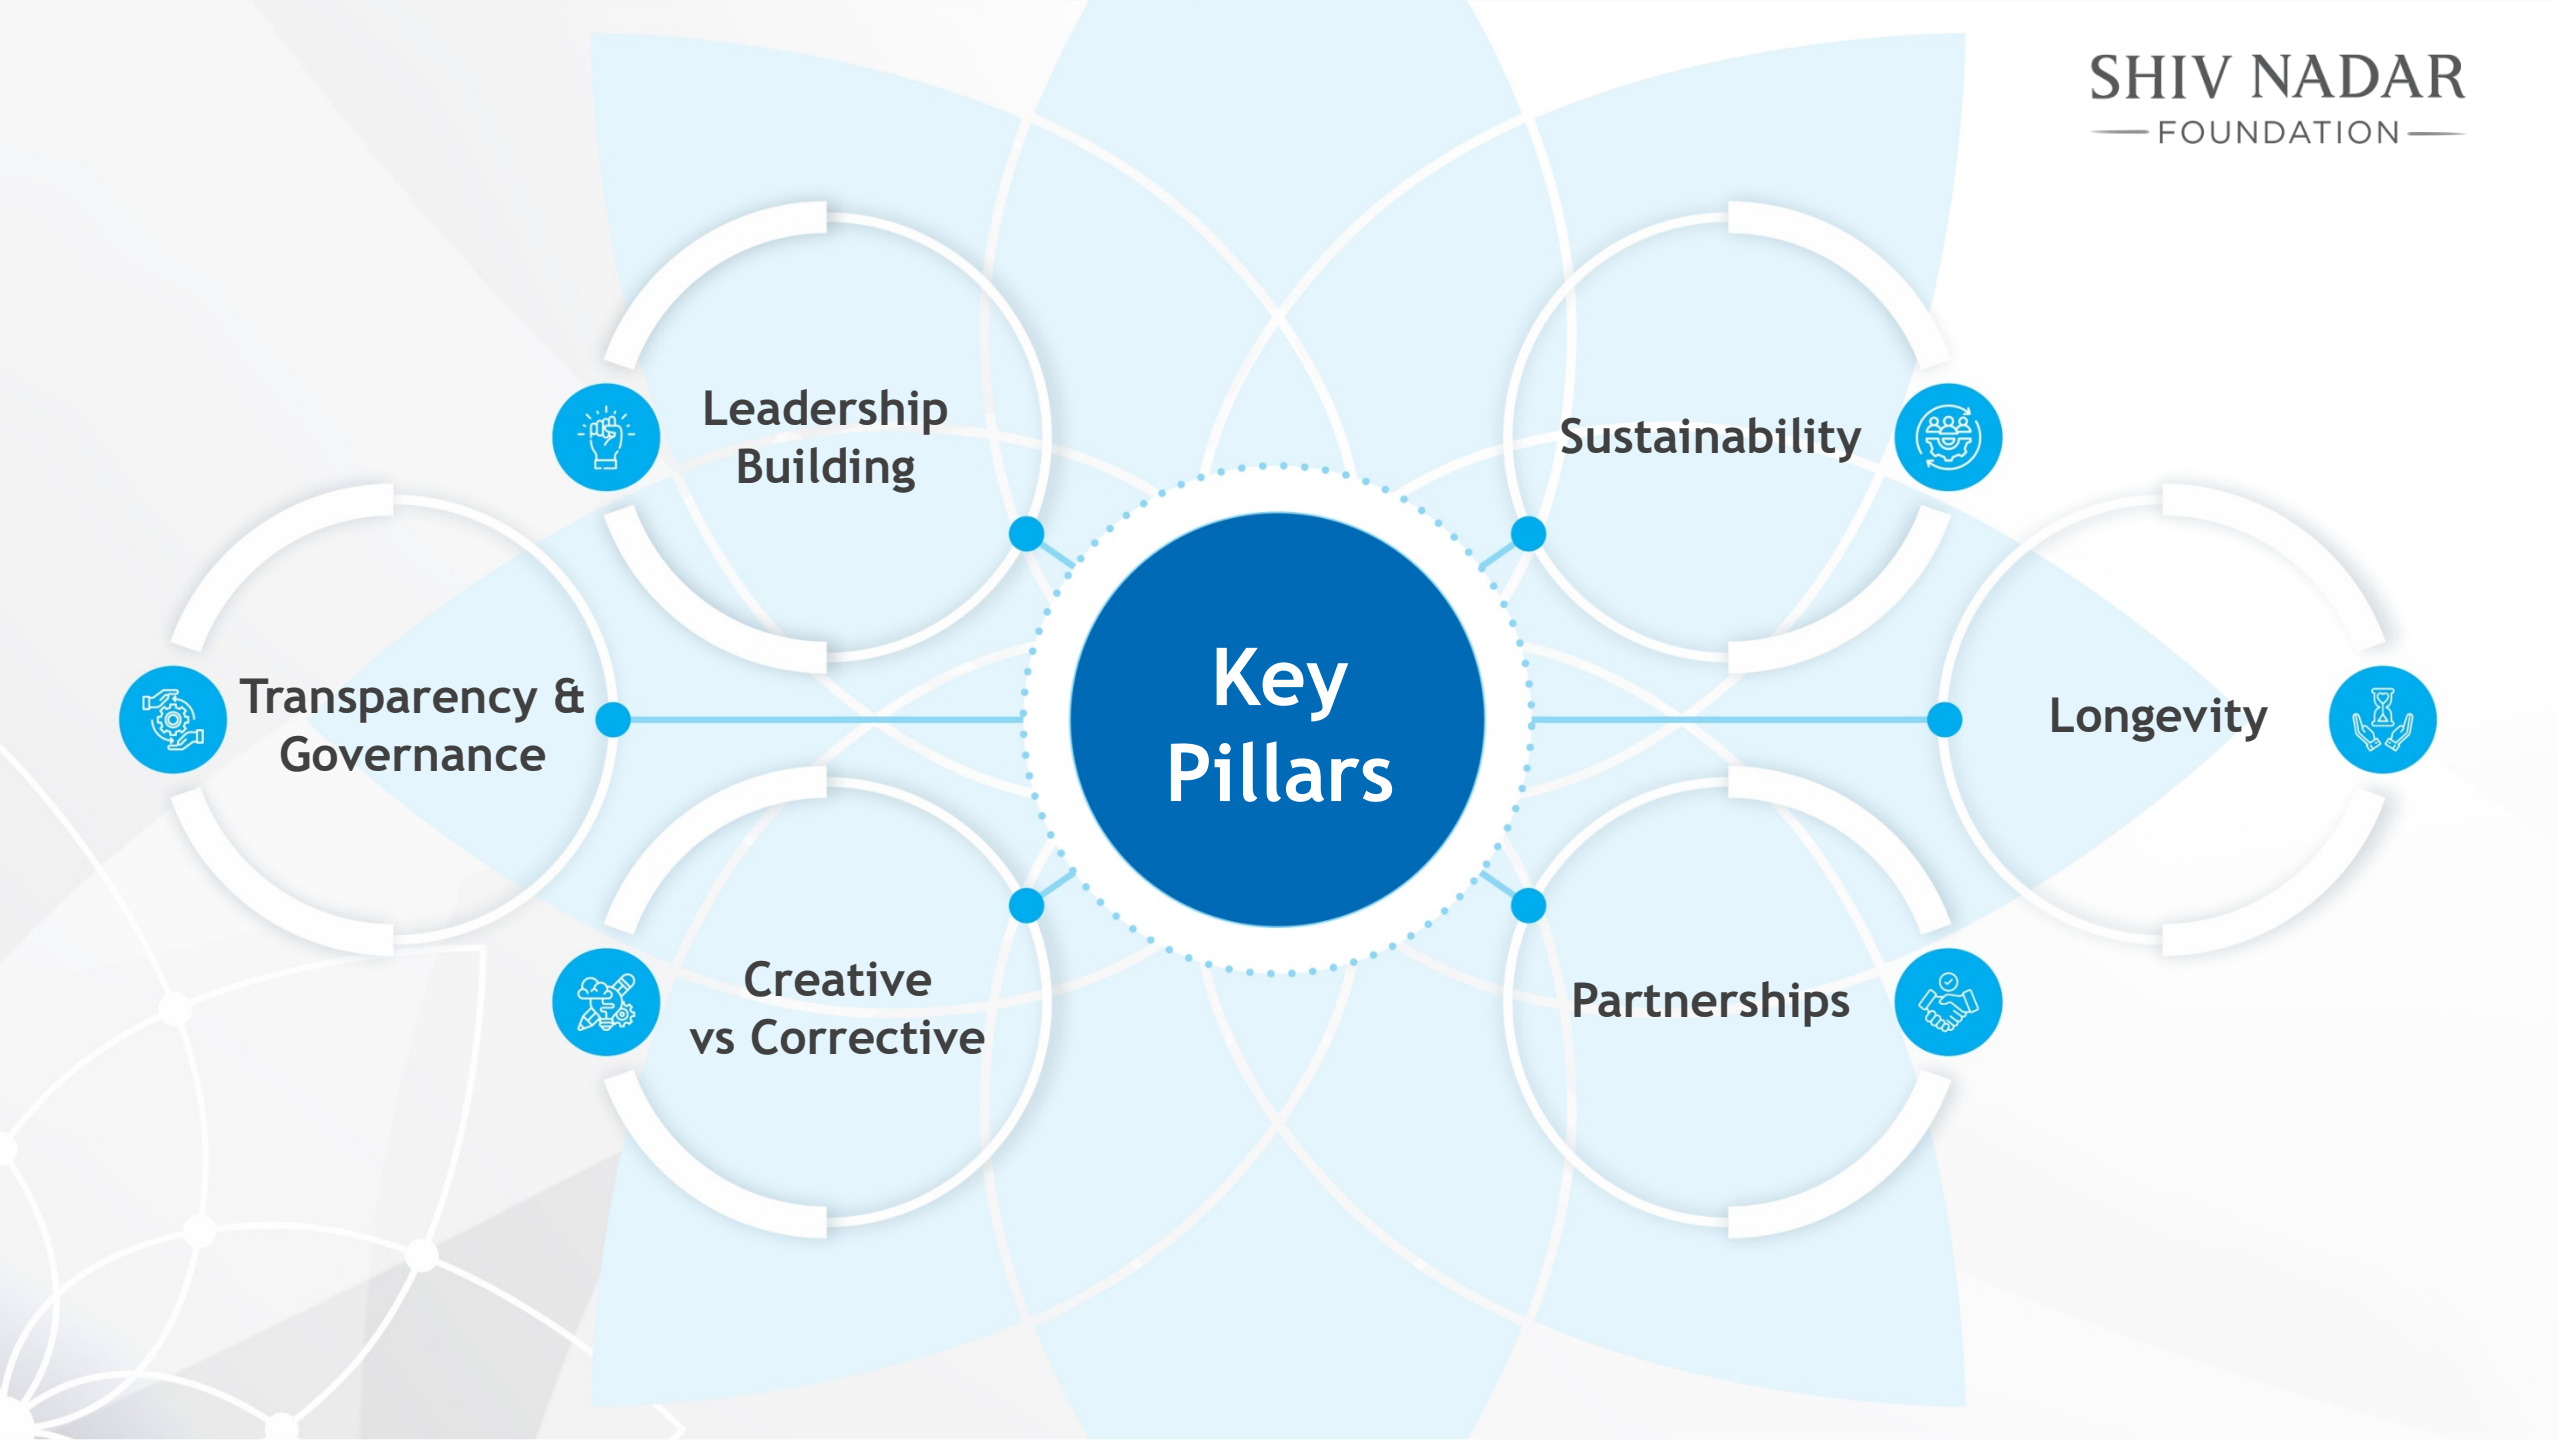 SHIV NADAR
FOUNDATION
Leadership
Building
Sustainability
Transparency &
Governance
Key
Pillars
Longevity
Creative
vs Corrective
Partnerships